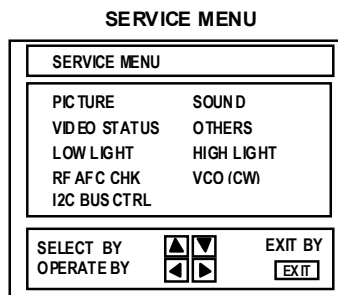 SERVICE MENU
SERVICE MENU
PICTURE SOUND
VIDEO STATUS OTHERS
LOW LIGHT HIGH LIGHT
RF AFC CHK VCO (CW)
I2C BUS CTRL
SELECT BY EXIT BY
OPERATE BY EXIT